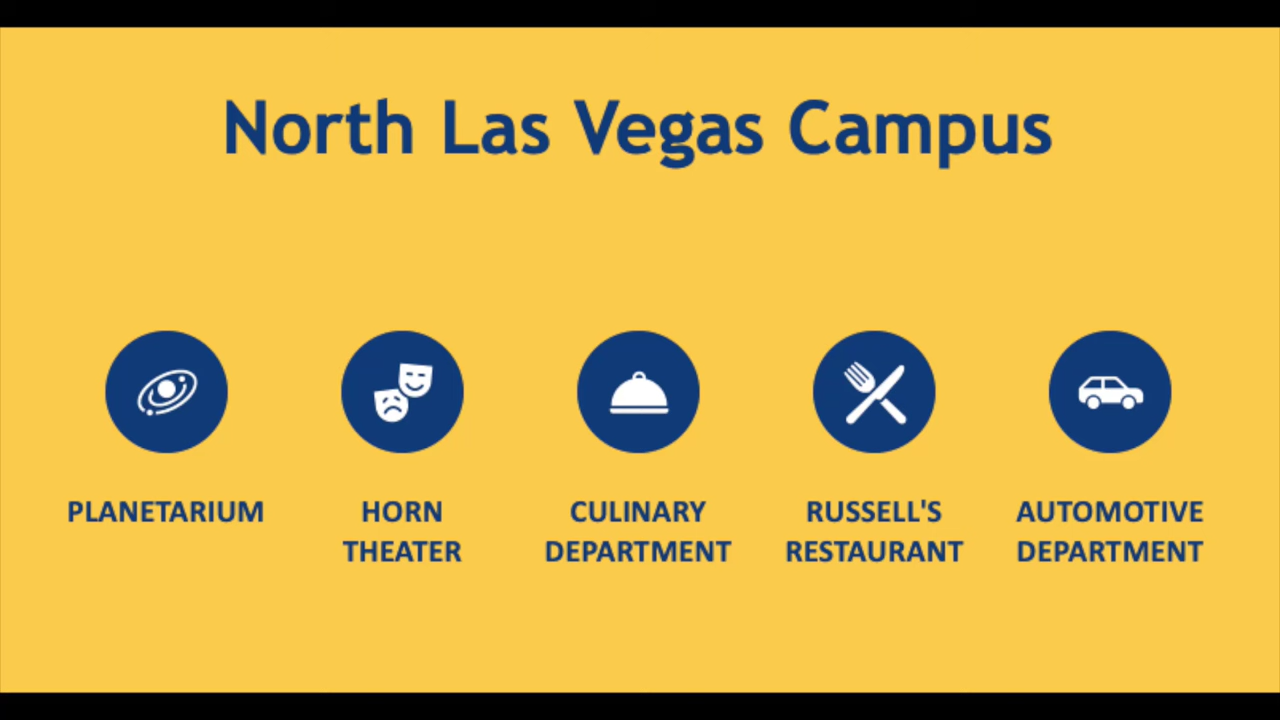 North Las Vegas Campus
PLANETARIUM
HORN
THEATER
CULINARY
DEPARTMENT
RUSSELL'S
RESTAURANT
AUTOMOTIVE
DEPARTMENT